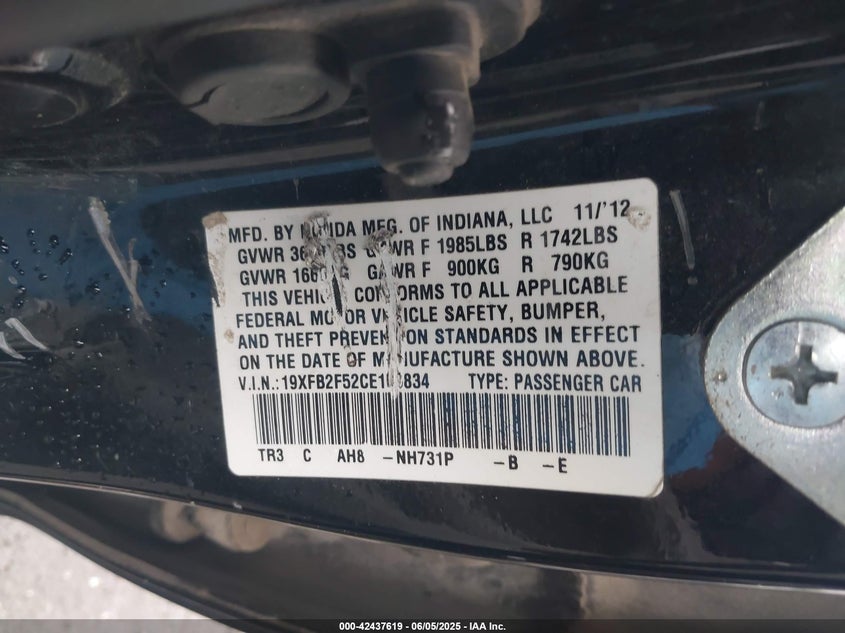 MFD. BY HONDA MFG. OF INDIANA, LLC 11/'12
GVWR GAWR F 1985LBS R 1742LBS
GVWR GAWR F 900KG R 790KG
THIS VEHICLE CONFORMS TO ALL APPLICABLE
FEDERAL MOTOR VEHICLE SAFETY, BUMPER,
AND THEFT PREVENTION STANDARDS IN EFFECT
ON THE DATE OF MANUFACTURE SHOWN ABOVE.
V.I.N.: TYPE: PASSENGER CAR
TR3 C AH8 -NH731P -B -E
000-42437619 - 06/05/2025 - IAA Inc.